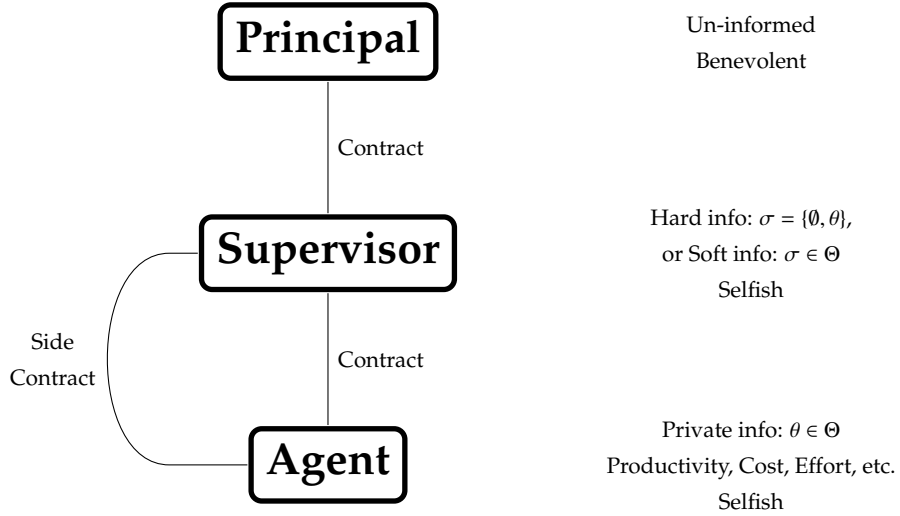 Principal
Un-informed
Benevolent
Contract
Supervisor
Hard info: σ = {∅, θ},
or Soft info: σ ∈ Θ
Selfish
Side
Contract
Contract
Agent
Private info: θ ∈ Θ
Productivity, Cost, Effort, etc.
Selfish